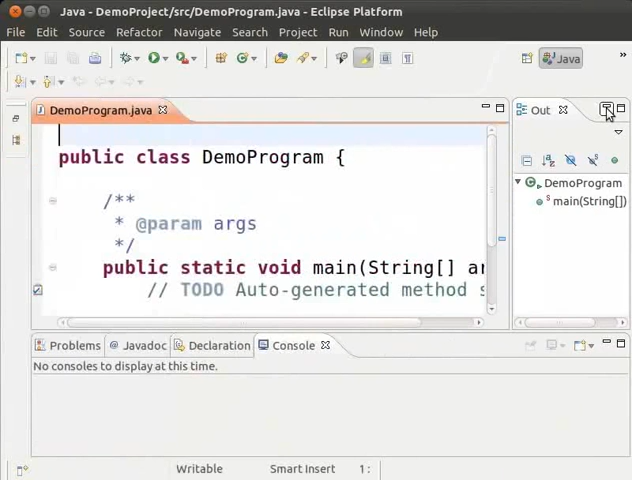 Java - DemoProject/src/DemoProgram.java - Eclipse Platform
File Edit Source Refactor Navigate Search Project Run Window Help
Java
DemoProgram.java
Out
public class DemoProgram {
/**
* @param args
*/
public static void main(String[] ar
// TODO Auto-generated method s
DemoProgram
main(String[])
Problems @ Javadoc Declaration Console
No consoles to display at this time.
Writable Smart Insert 1 :